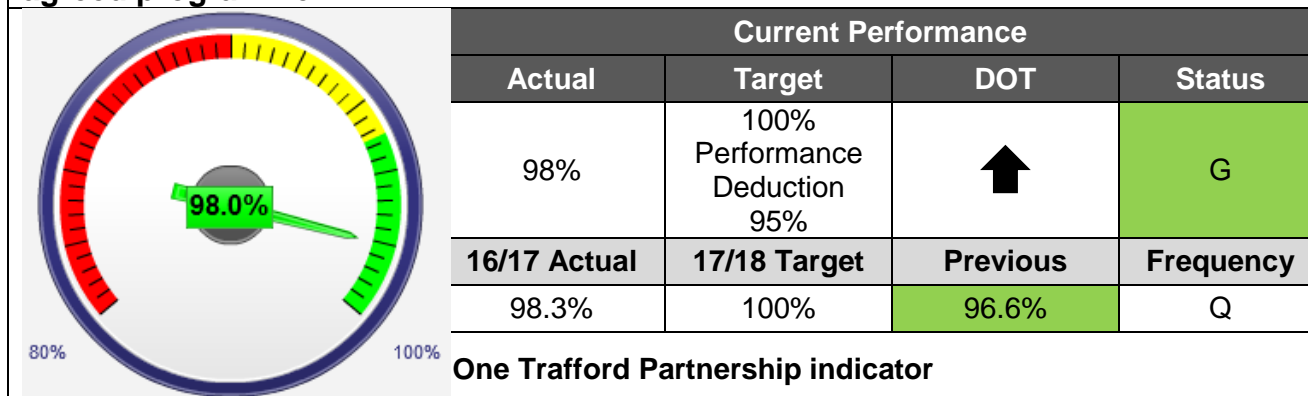 Current Performance
Actual Target DOT Status
98%
100%
Performance
Deduction
95%
G
16/17 Actual 17/18 Target Previous Frequency
98.3% 100% 96.6% Q
98.0%
80% 100%
One Trafford Partnership indicator